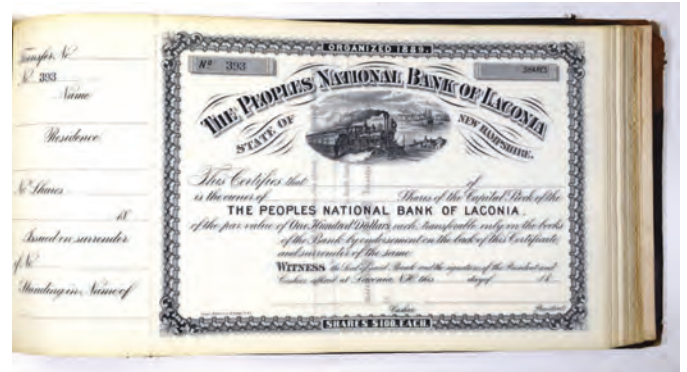 Transfer No
No 393
Name
Residence
No Shares
18
Issued on surrender
of No
Standing in Name of
ORGANIZED 1889.
No 393
SHARES
THE PEOPLES NATIONAL BANK OF LACONIA
STATE OF NEW HAMPSHIRE.
This Certifies that of
is the owner of Shares of the Capital Stock of the
THE PEOPLES NATIONAL BANK OF LACONIA.
of the par value of One Hundred Dollars each, transferable only on the books
of the Bank by endorsement on the back of this Certificate
and surrender of the same.
WITNESS the Seal of said Bank and the signatures of the President and
Cashier affixed at Laconia, N.H. this day of 18
Cashier President
SHARES $100. EACH.